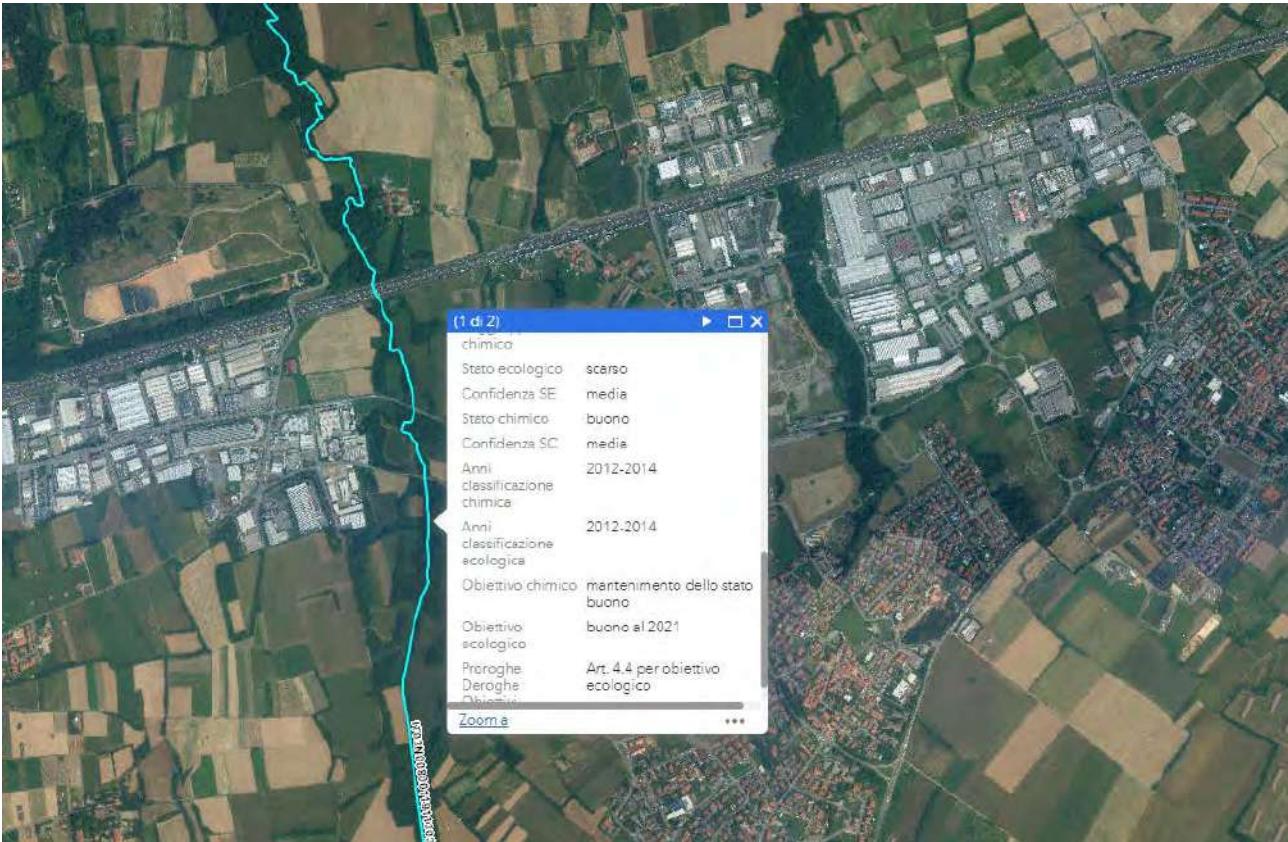 (1 di 2)
chimico
Stato ecologico scarso
Confidenza SE media
Stato chimico buono
Confidenza SC media
Anni 2012-2014
classificazione
chimica
Anni 2012-2014
classificazione
ecologica
Obiettivo chimico mantenimento dello stato
buono
Obiettivo buono al 2021
ecologico
Proroghe Art. 4.4 per obiettivo
Deroghe ecologico
Obiettivi
Zoom a